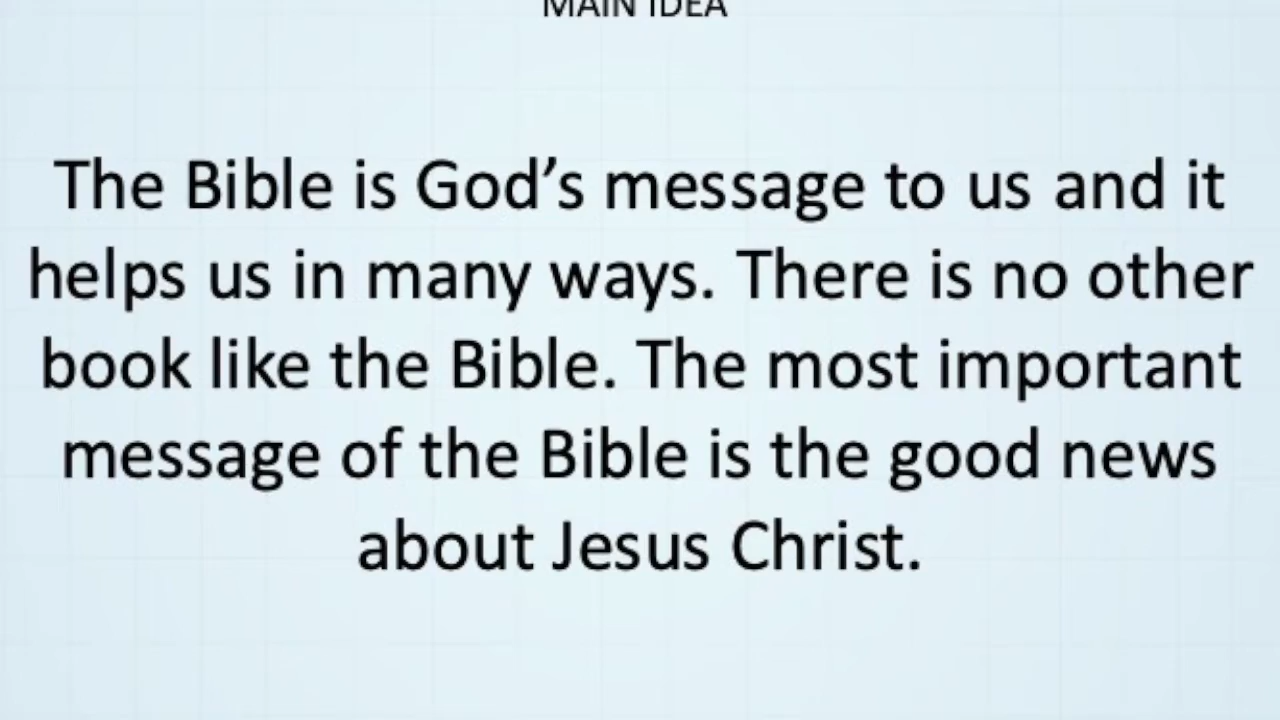 MAIN IDEA
The Bible is God’s message to us and it
helps us in many ways. There is no other
book like the Bible. The most important
message of the Bible is the good news
about Jesus Christ.